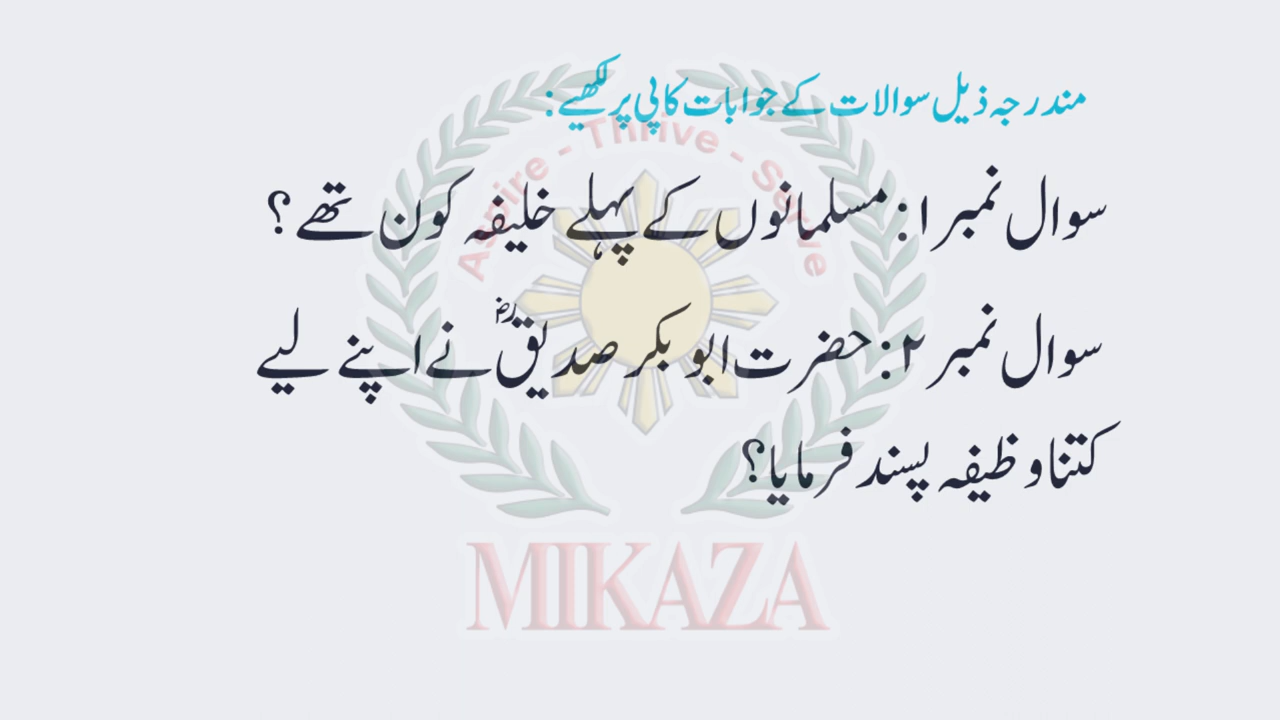 مندرجہ ذیل سوالات کے جوابات کاپی پر لکھیے:
Aspire - Thrive - Serve
سوال نمبر ۱: مسلمانوں کے پہلے خلیفہ کون تھے؟
سوال نمبر ۲: حضرت ابو بکر صدیقؓ نے اپنے لیے
کتنا وظیفہ پسند فرمایا؟
MIKAZA